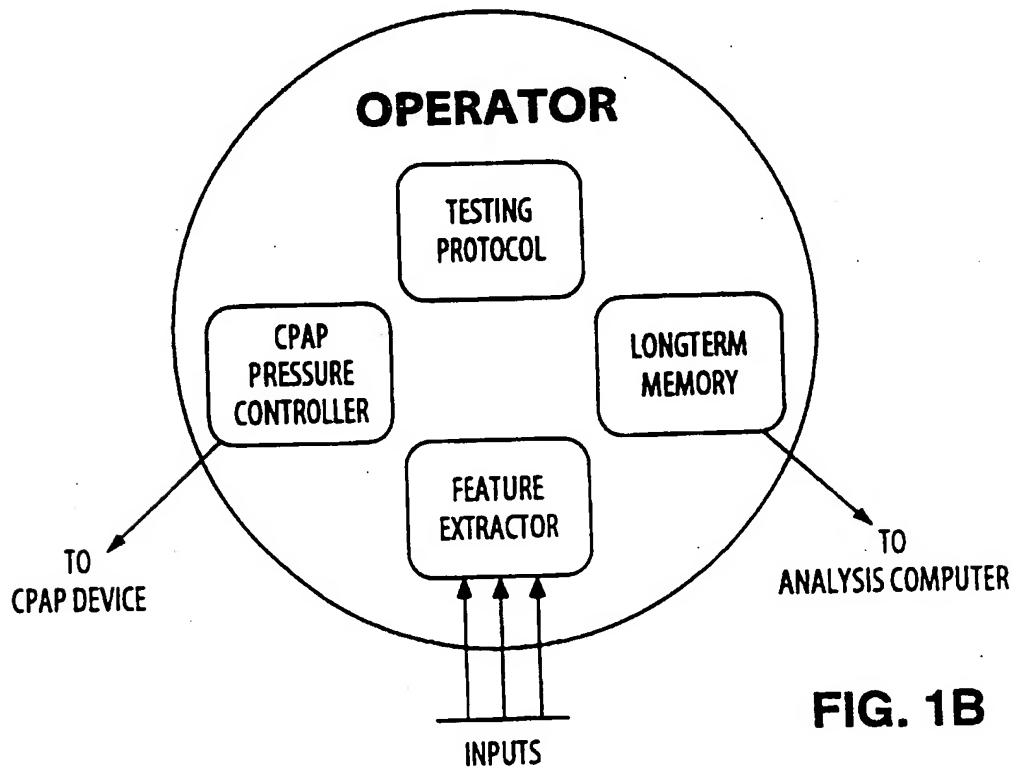 OPERATOR
TESTING
PROTOCOL
CPAP
PRESSURE
CONTROLLER
LONGTERM
MEMORY
FEATURE
EXTRACTOR
TO
CPAP DEVICE
TO
ANALYSIS COMPUTER
INPUTS
FIG. 1B